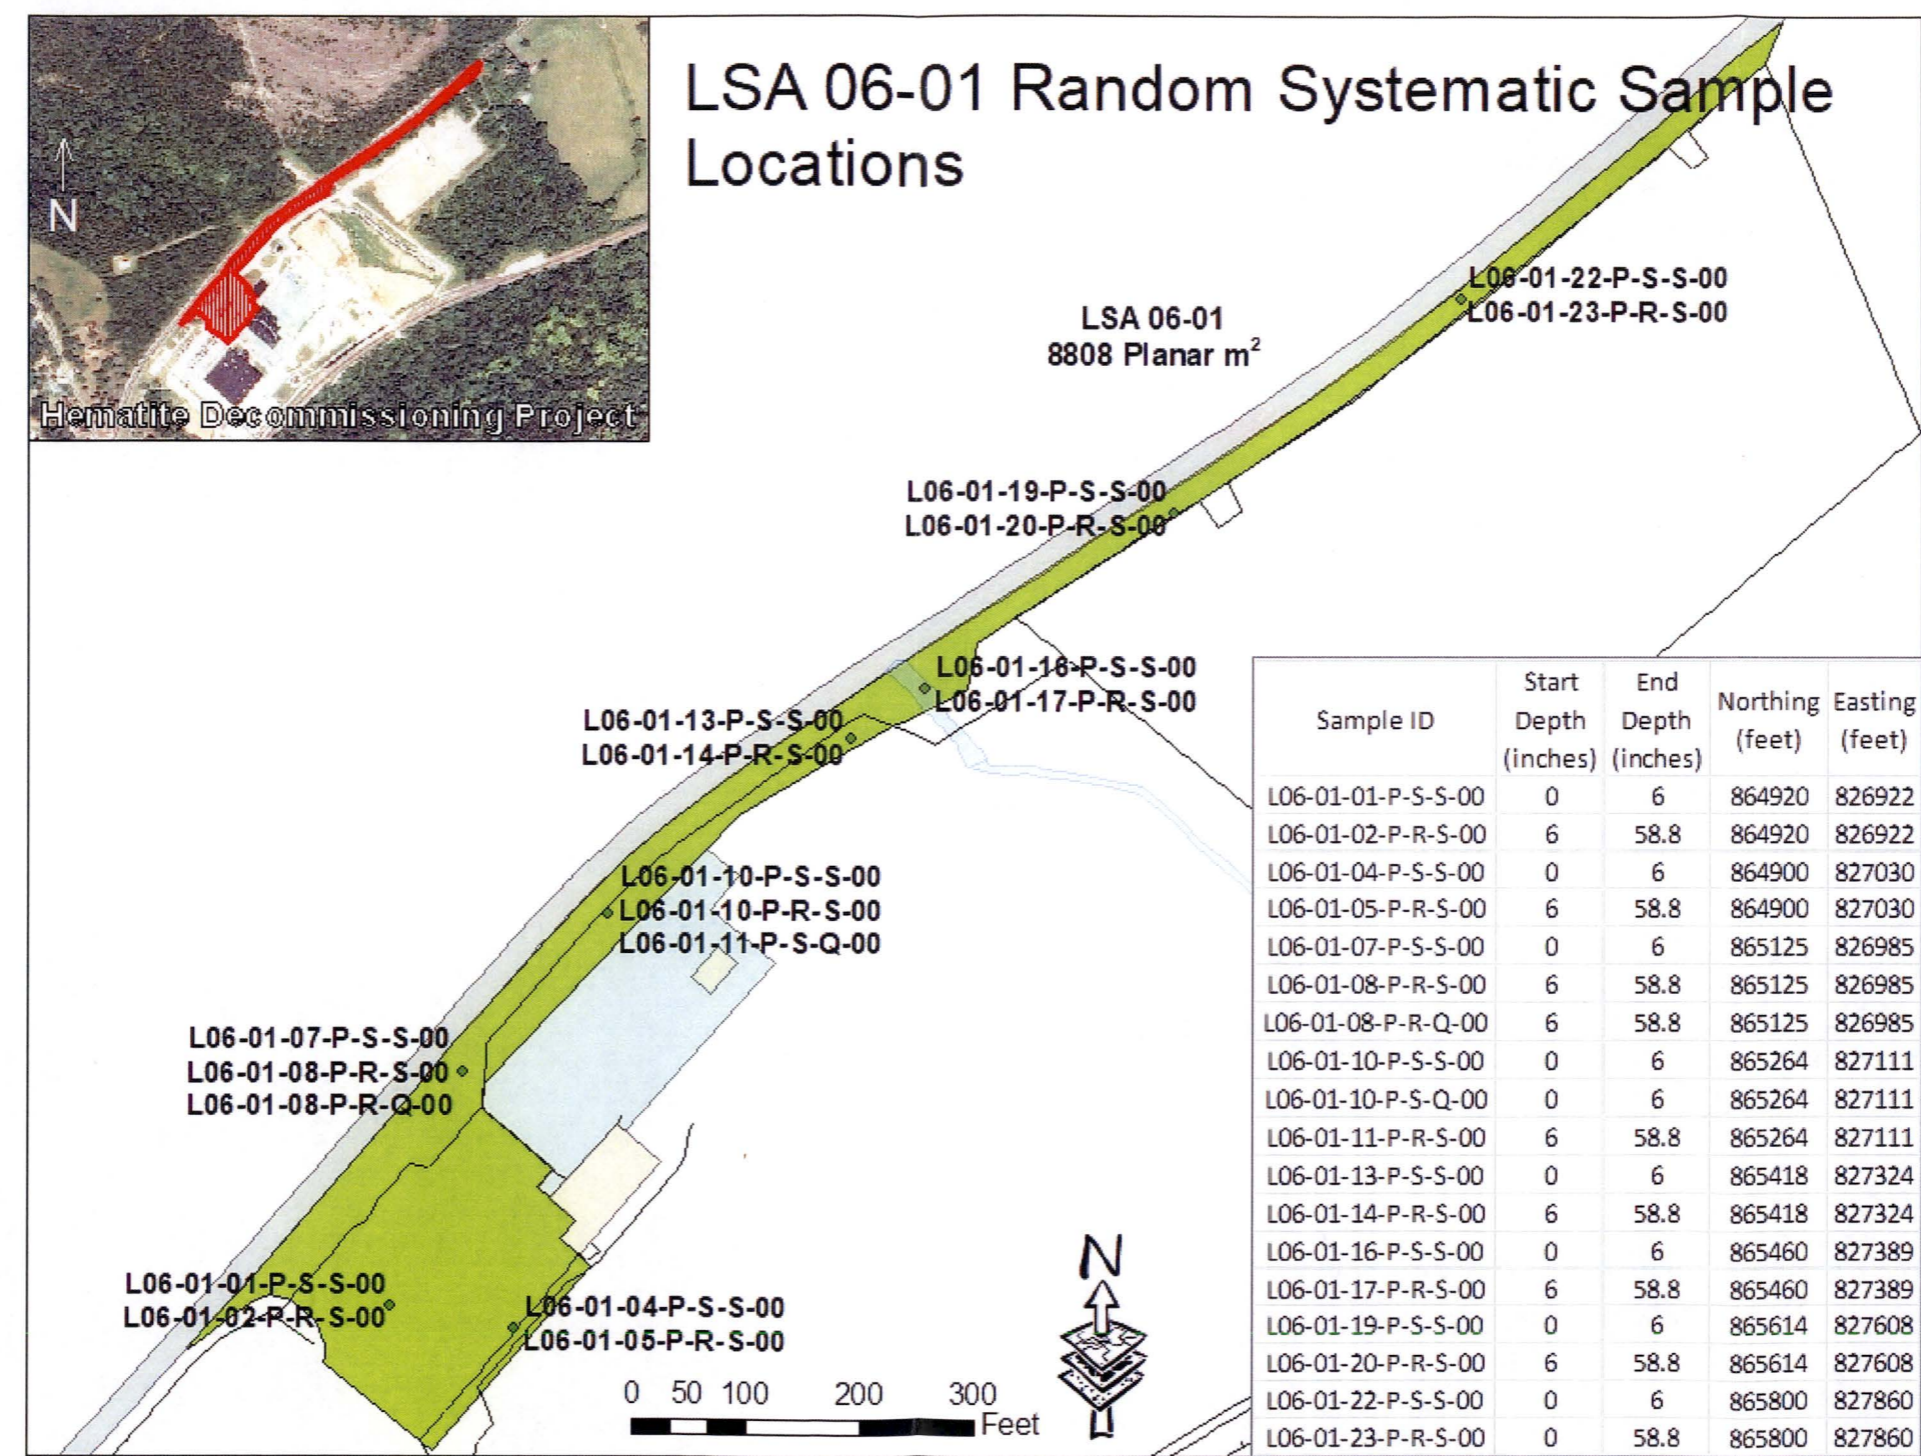 LSA 06-01 Random Systematic Sample
Locations
N
Hematite Decommissioning Project
LSA 06-01
8808 Planar m²
L06-01-22-P-S-S-00
L06-01-23-P-R-S-00
L06-01-19-P-S-S-00
L06-01-20-P-R-S-00
L06-01-16-P-S-S-00
L06-01-17-P-R-S-00
L06-01-13-P-S-S-00
L06-01-14-P-R-S-00
L06-01-10-P-S-S-00
L06-01-10-P-R-S-00
L06-01-11-P-S-Q-00
L06-01-07-P-S-S-00
L06-01-08-P-R-S-00
L06-01-08-P-R-Q-00
L06-01-01-P-S-S-00
L06-01-02-P-R-S-00
L06-01-04-P-S-S-00
L06-01-05-P-R-S-00
0 50 100 200 300
Feet
N
Sample ID Start Depth (inches) End Depth (inches) Northing (feet) Easting (feet)
L06-01-01-P-S-S-00 0 6 864920 826922
L06-01-02-P-R-S-00 6 58.8 864920 826922
L06-01-04-P-S-S-00 0 6 864900 827030
L06-01-05-P-R-S-00 6 58.8 864900 827030
L06-01-07-P-S-S-00 0 6 865125 826985
L06-01-08-P-R-S-00 6 58.8 865125 826985
L06-01-08-P-R-Q-00 6 58.8 865125 826985
L06-01-10-P-S-S-00 0 6 865264 827111
L06-01-10-P-S-Q-00 0 6 865264 827111
L06-01-11-P-R-S-00 6 58.8 865264 827111
L06-01-13-P-S-S-00 0 6 865418 827324
L06-01-14-P-R-S-00 6 58.8 865418 827324
L06-01-16-P-S-S-00 0 6 865460 827389
L06-01-17-P-R-S-00 6 58.8 865460 827389
L06-01-19-P-S-S-00 0 6 865614 827608
L06-01-20-P-R-S-00 6 58.8 865614 827608
L06-01-22-P-S-S-00 0 6 865800 827860
L06-01-23-P-R-S-00 0 58.8 865800 827860